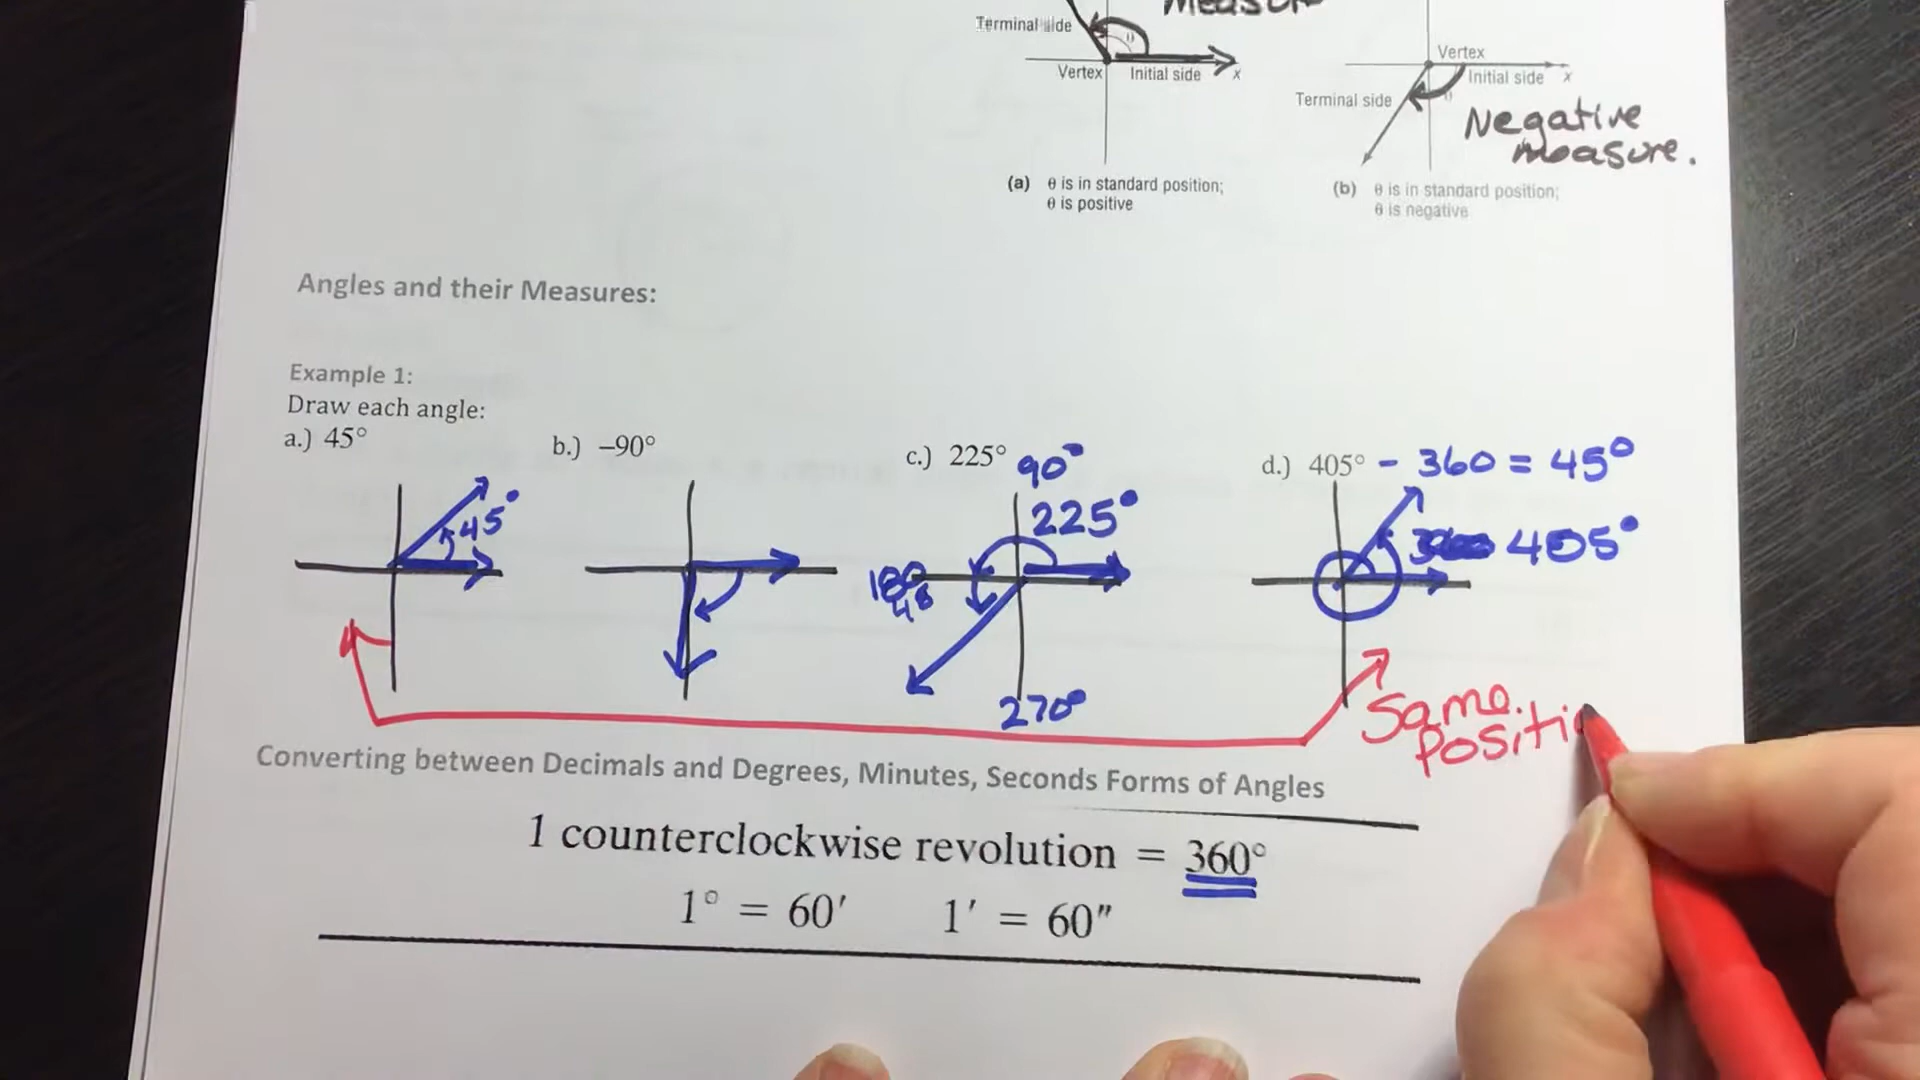 Terminal side
Vertex
Initial side
x
(a) θ is in standard position;
θ is positive
Vertex
Initial side
x
Terminal side
Negative
measure.
(b) θ is in standard position;
θ is negative
Angles and their Measures:
Example 1:
Draw each angle:
a.) 45°
45°
b.) –90°
c.) 225°
90°
225°
180
270°
d.) 405° - 360 = 45°
405°
Same
Positi
Converting between Decimals and Degrees, Minutes, Seconds Forms of Angles
1 counterclockwise revolution = 360°
1° = 60′ 1′ = 60″